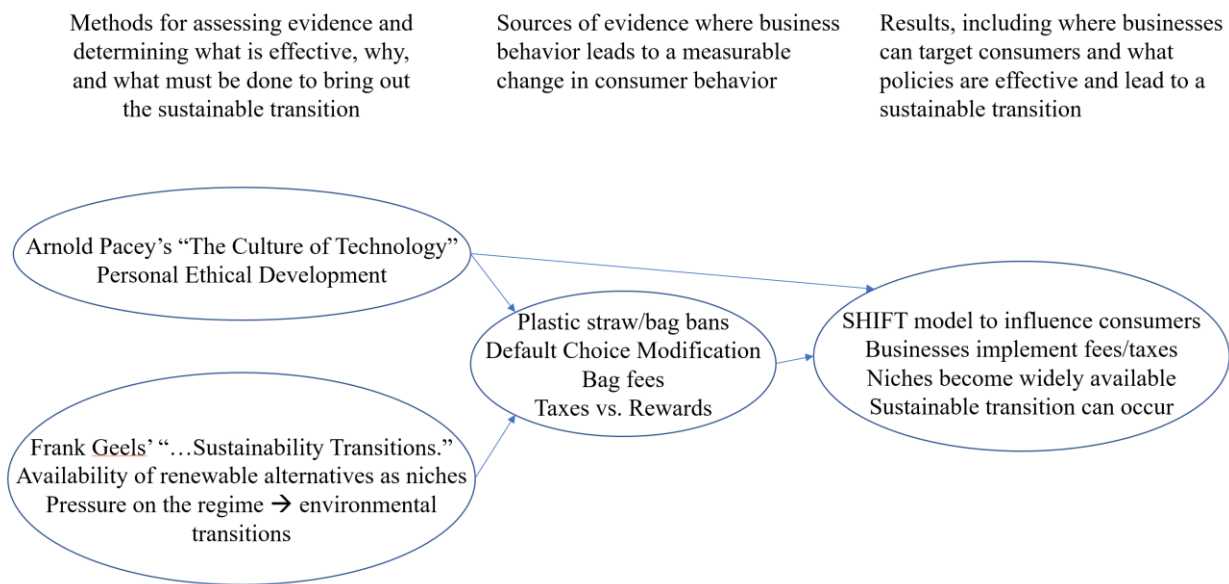 Methods for assessing evidence and
determining what is effective, why,
and what must be done to bring out
the sustainable transition
Sources of evidence where business
behavior leads to a measurable
change in consumer behavior
Results, including where businesses
can target consumers and what
policies are effective and lead to a
sustainable transition
Arnold Pacey’s “The Culture of Technology”
Personal Ethical Development
Frank Geels’ “…Sustainability Transitions.”
Availability of renewable alternatives as niches
Pressure on the regime → environmental
transitions
Plastic straw/bag bans
Default Choice Modification
Bag fees
Taxes vs. Rewards
SHIFT model to influence consumers
Businesses implement fees/taxes
Niches become widely available
Sustainable transition can occur